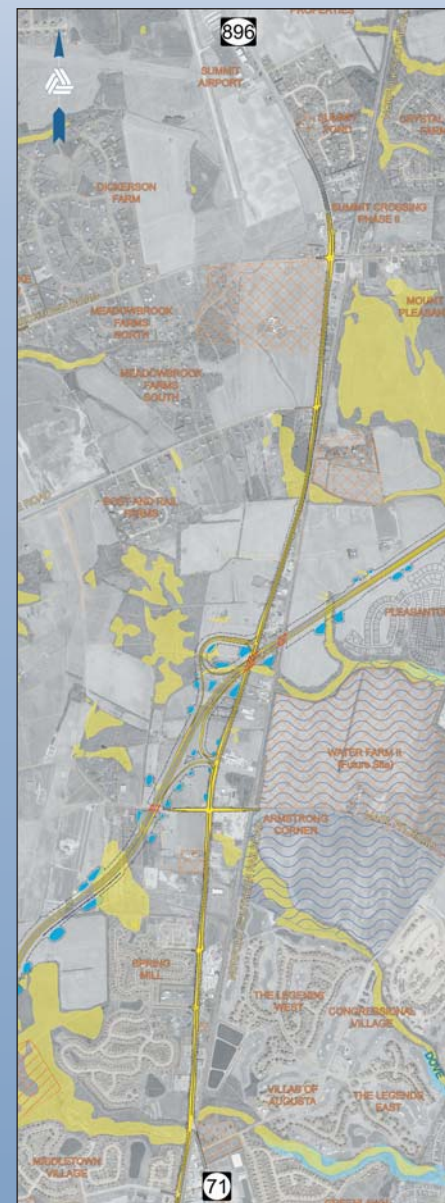 PROPERTIES
896
SUMMIT
AIRPORT
SUMMIT
POND
CRYSTAL
FARM
DICKERSON
FARM
SUMMIT CROSSING
PHASE II
MEADOWBROOK
FARMS
NORTH
MOUNT
PLEASANT
MEADOWBROOK
FARMS
SOUTH
ROAD
POST AND RAIL
FARMS
PLEASANTON
WATER FARM II
(Future Site)
ARMSTRONG
CORNER
SPRING
MILL
THE LEGENDS
WEST
CONGRESSIONAL
VILLAGE
DOVE
VILLAS OF
AUGUSTA
THE LEGENDS
EAST
MIDDLETOWN
VILLAGE
71